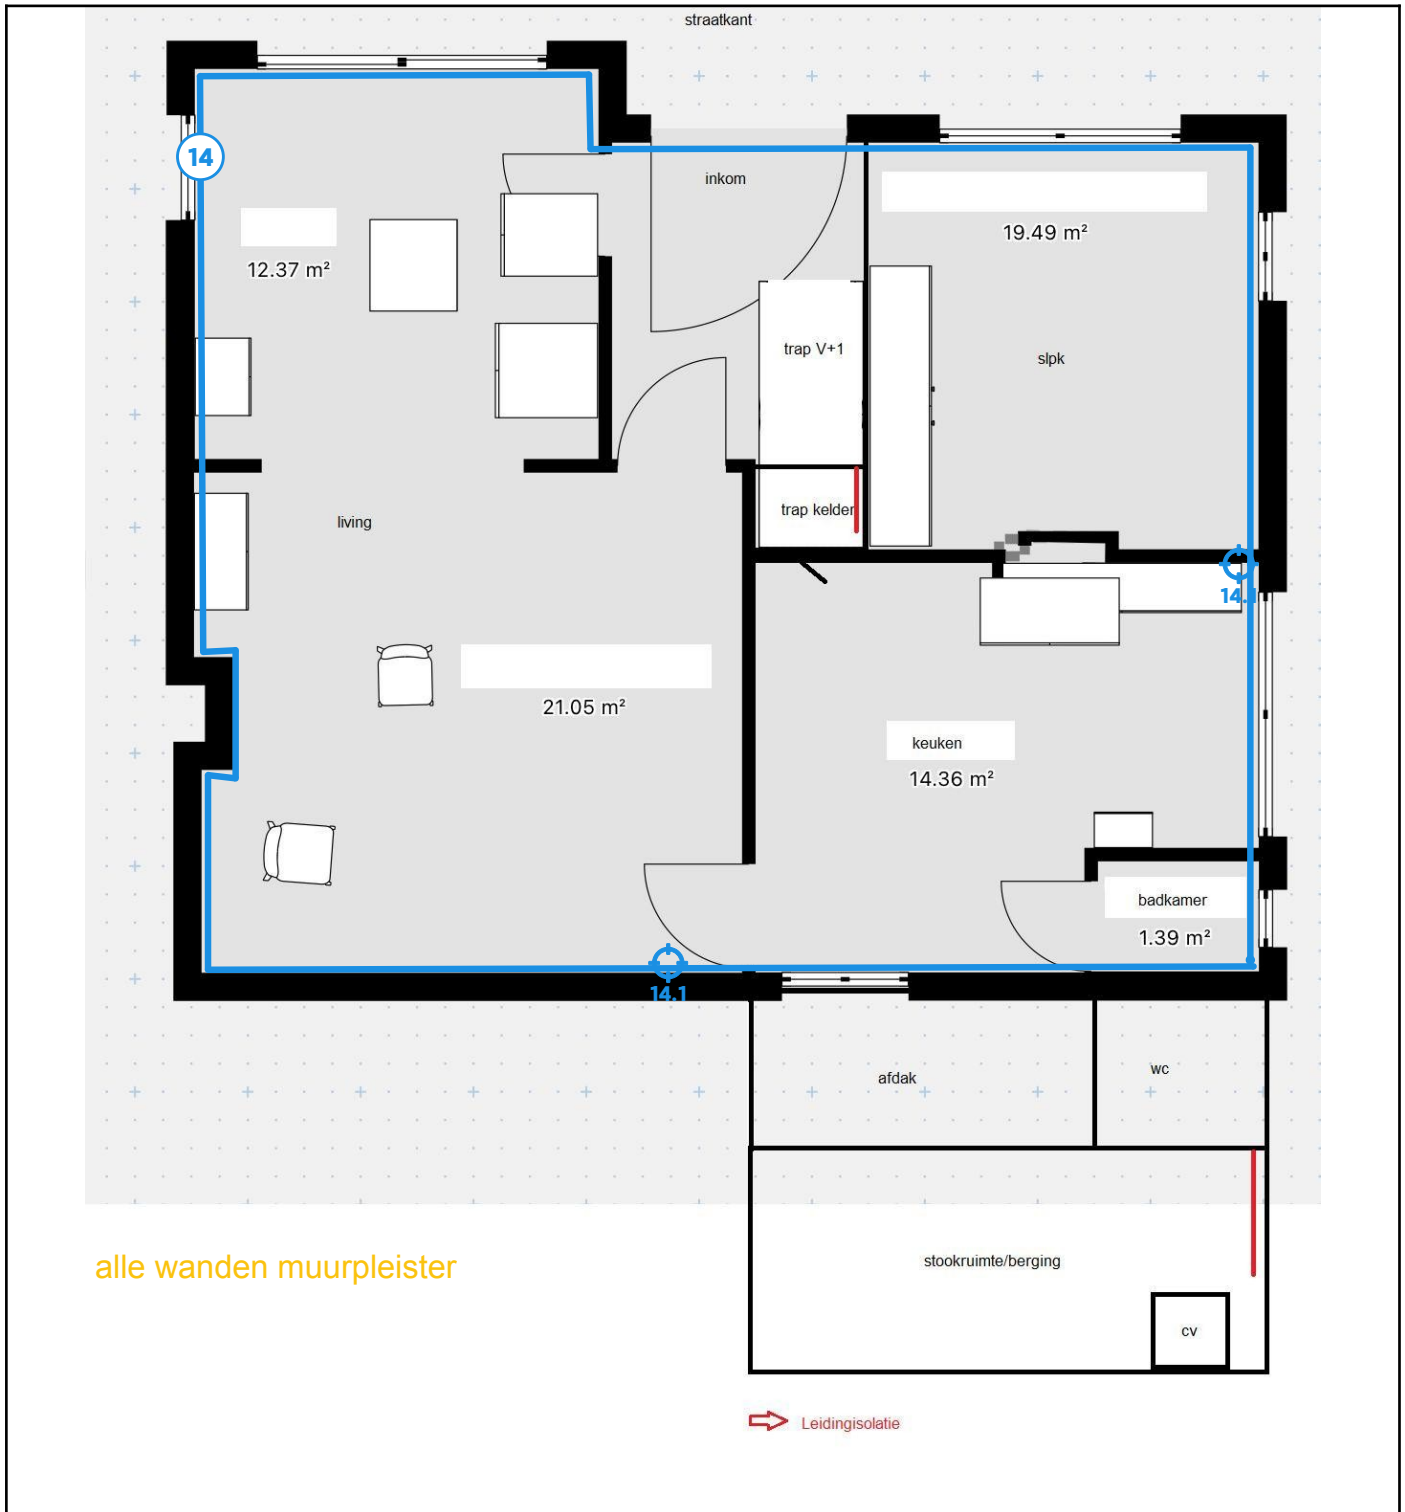 straatkant
14
inkom
12.37 m²
19.49 m²
trap V+1
slpk
trap kelder
living
14.1
21.05 m²
keuken
14.36 m²
badkamer
1.39 m²
14.1
afdak
wc
alle wanden muurpleister
stookruimte/berging
cv
Leidingisolatie